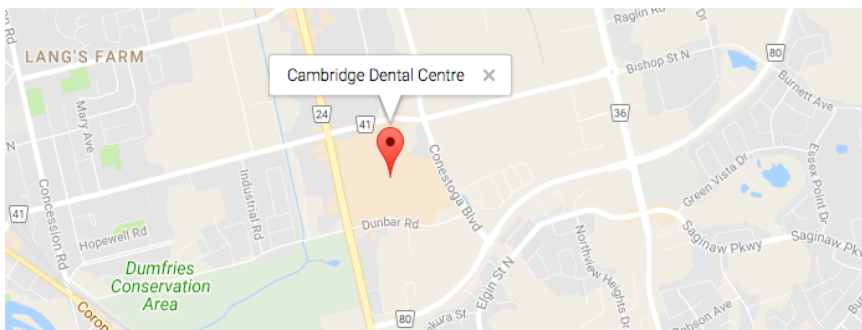 Raglin Rd
Dr
LANG'S FARM
80
Bishop St N
Cambridge Dental Centre
Burnett Ave
Mary Ave
24
41
36
N
Conestoga Blvd
Essex Point Dr
Green Vista Dr
Concession Rd
Industrial Rd
41
Dunbar Rd
Hopewell Rd
Saginaw Pkwy
Saginaw Pkwy
Northview Heights Dr
Dumfries
Conservation
Area
Elgin St N
80